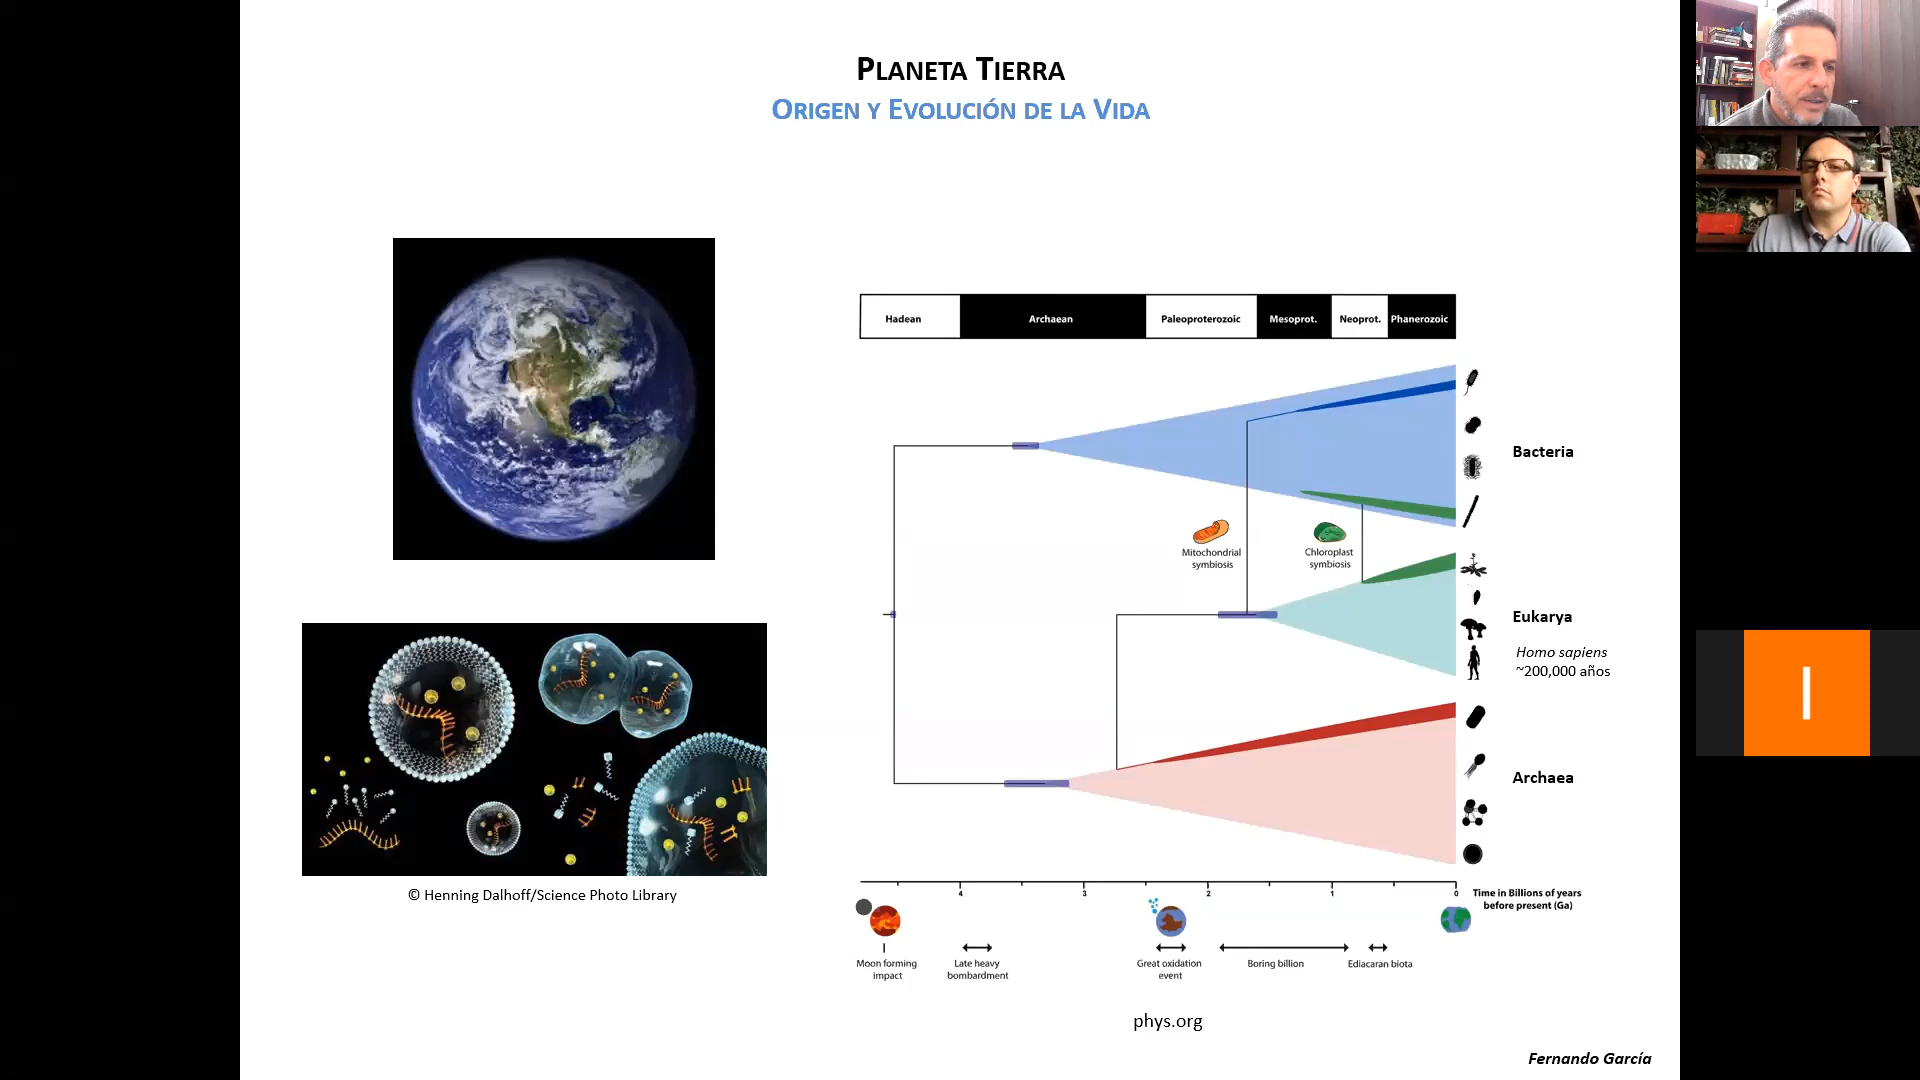 PLANETA TIERRA
ORIGEN Y EVOLUCIÓN DE LA VIDA
Hadean
Archaean
Paleoproterozoic
Mesoprot.
Neoprot.
Phanerozoic
Bacteria
Mitochondrial
symbiosis
Chloroplast
symbiosis
Eukarya
Homo sapiens
~200,000 años
Archaea
© Henning Dalhoff/Science Photo Library
4
3
2
1
0
Time in Billions of years
before present (Ga)
Moon forming
impact
Late heavy
bombardment
Great oxidation
event
Boring billion
Ediacaran biota
phys.org
Fernando García
I